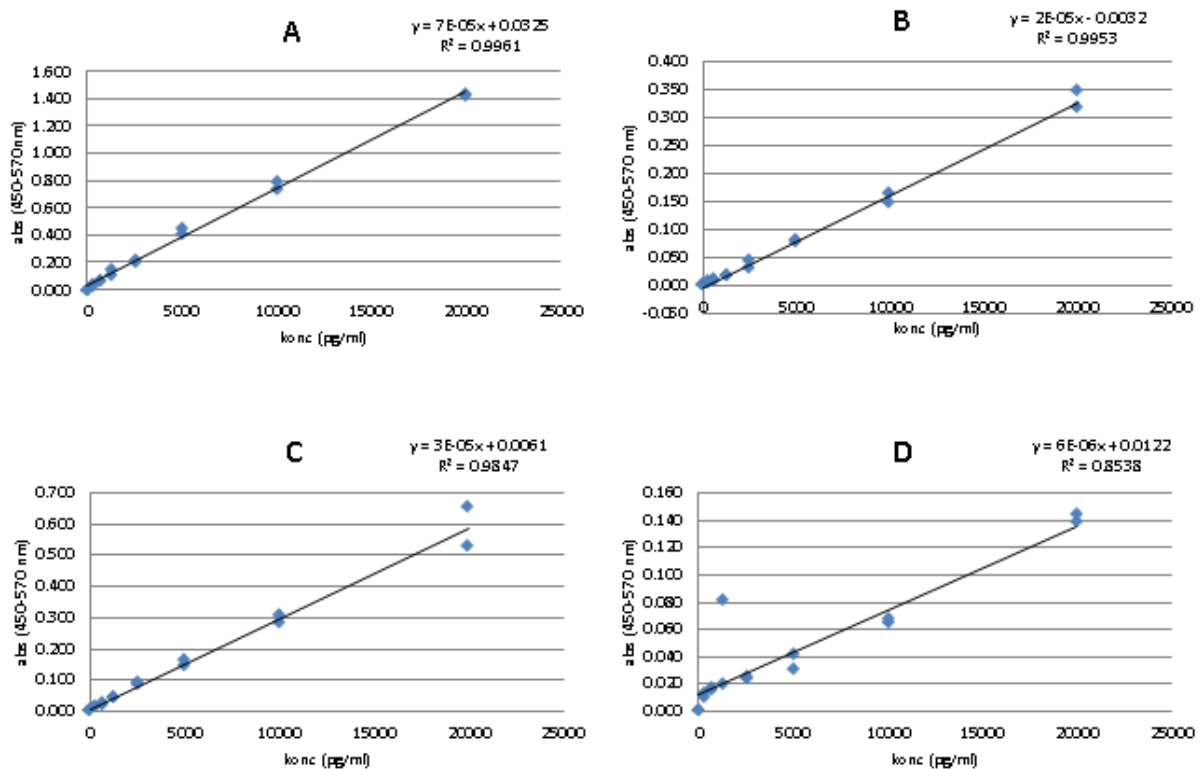 A
y = 7E-05x + 0.0325
R² = 0.9961
1.600
1.400
1.200
1.000
0.800
0.600
0.400
0.200
0.000
abs (450-570nm)
0 5000 10000 15000 20000 25000
konc (pg/ml)
B
y = 2E-05x - 0.0032
R² = 0.9953
0.400
0.350
0.300
0.250
0.200
0.150
0.100
0.050
0.000
-0.050
abs (450-570 nm)
0 5000 10000 15000 20000 25000
konc (pg/ml)
C
y = 3E-05x + 0.0061
R² = 0.9847
0.700
0.600
0.500
0.400
0.300
0.200
0.100
0.000
abs (450-570 nm)
0 5000 10000 15000 20000 25000
konc (pg/ml)
D
y = 6E-06x + 0.0122
R² = 0.8538
0.160
0.140
0.120
0.100
0.080
0.060
0.040
0.020
0.000
abs (450-570 nm)
0 5000 10000 15000 20000 25000
konc (pg/ml)